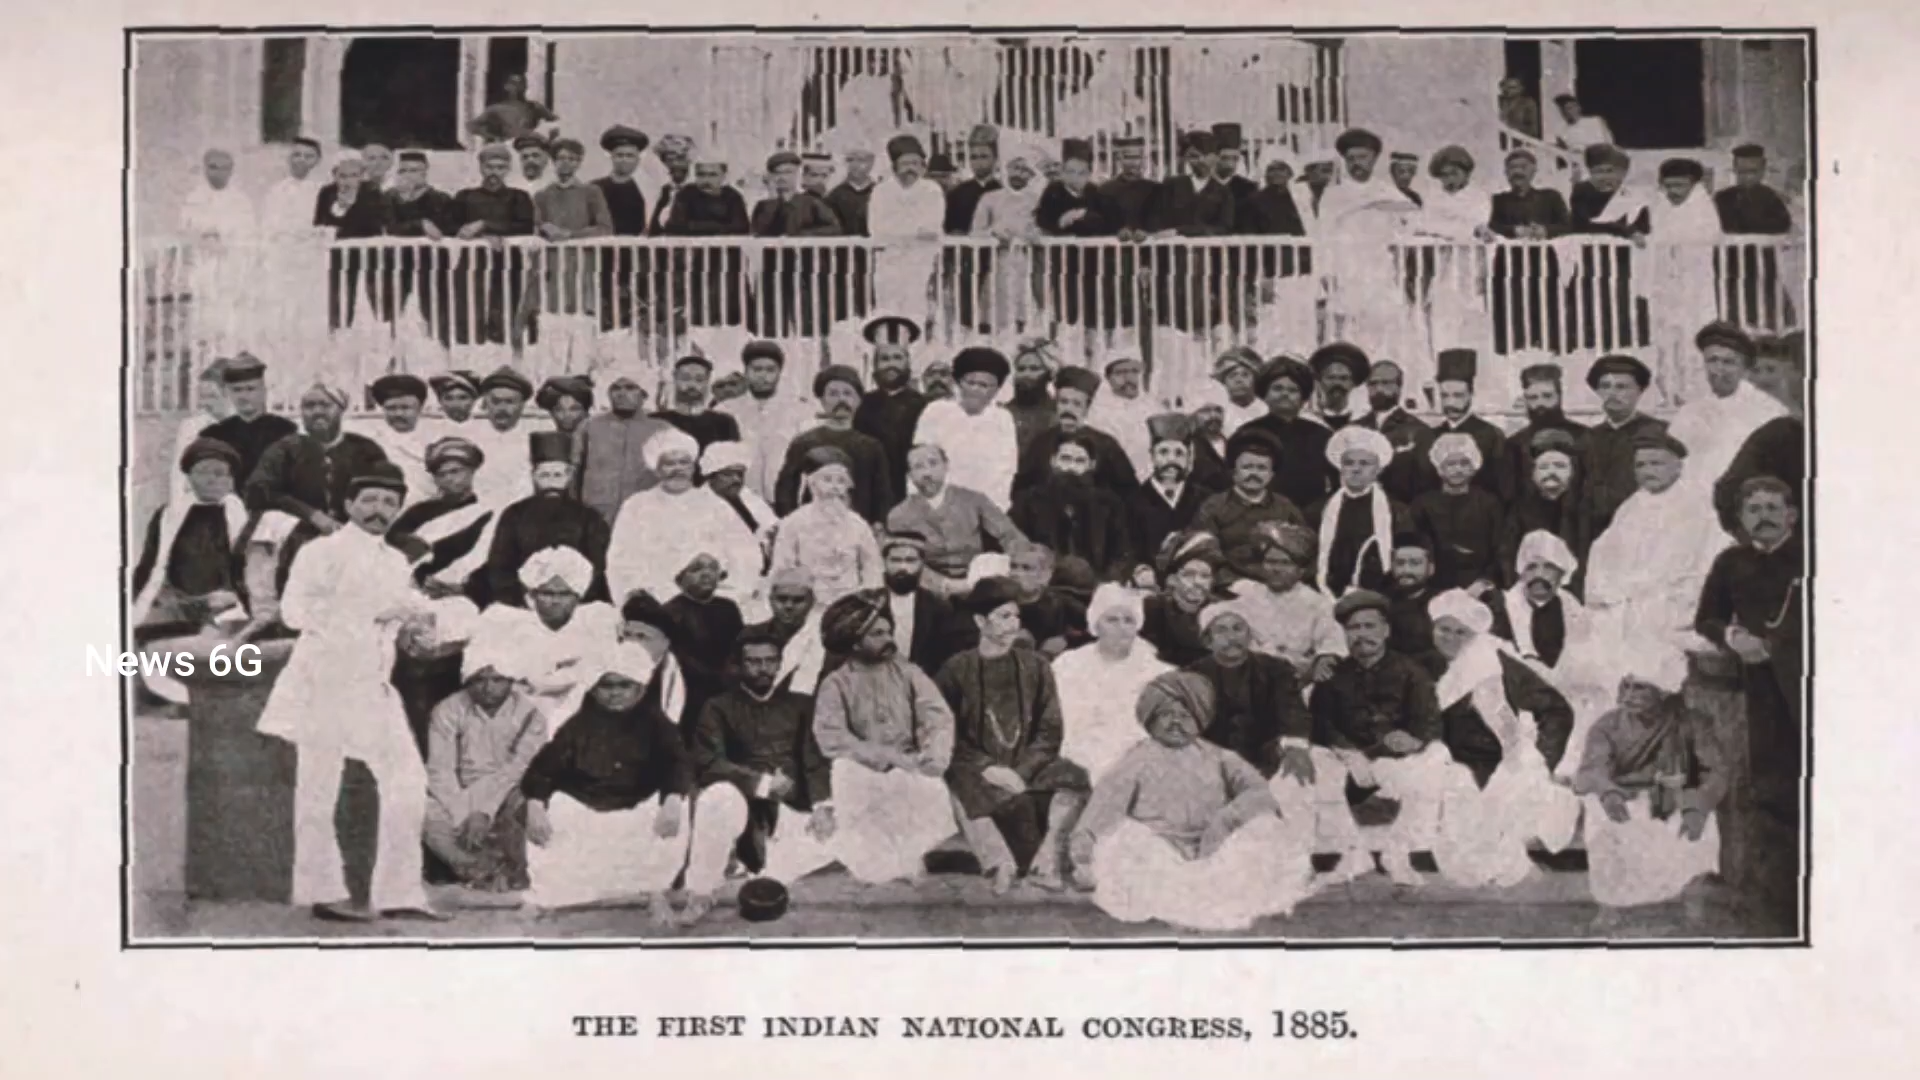 News 6G
THE FIRST INDIAN NATIONAL CONGRESS, 1885.